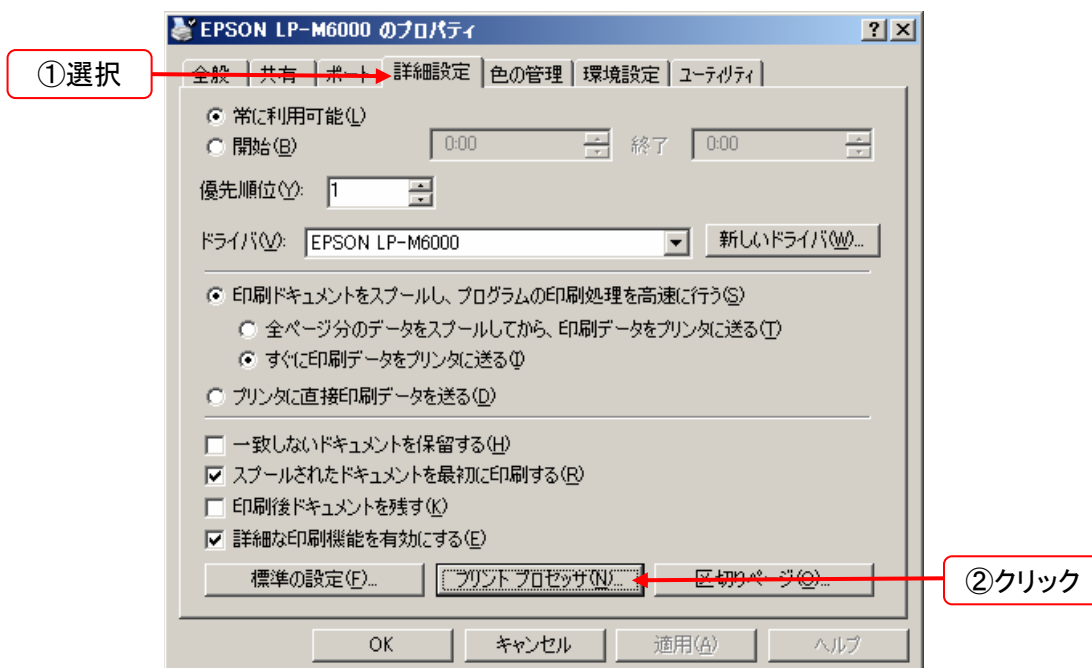 EPSON LP-M6000 のプロパティ
①選択
全般 共有 ポート 詳細設定 色の管理 環境設定 ユーティリティ
常に利用可能(L)
開始(B) 0:00 終了 0:00
優先順位(Y): 1
ドライバ(V): EPSON LP-M6000 新しいドライバ(W)...
印刷ドキュメントをスプールし、プログラムの印刷処理を高速に行う(S)
全ページ分のデータをスプールしてから、印刷データをプリンタに送る(T)
すぐに印刷データをプリンタに送る(I)
プリンタに直接印刷データを送る(D)
一致しないドキュメントを保留する(H)
スプールされたドキュメントを最初に印刷する(R)
印刷後ドキュメントを残す(K)
詳細な印刷機能を有効にする(E)
標準の設定(F)... プリント プロセッサ(N)... 区切りページ(O)...
②クリック
OK キャンセル 適用(A) ヘルプ